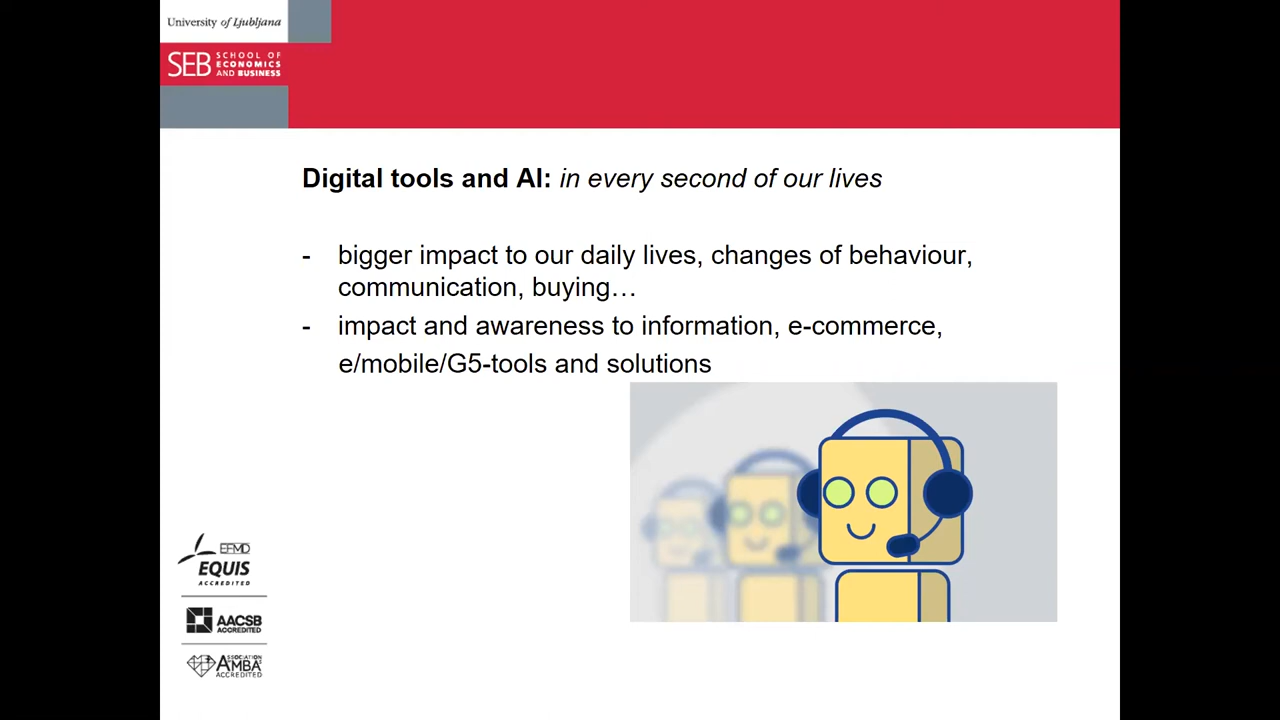 University of Ljubljana
SEB SCHOOL OF
ECONOMICS
AND BUSINESS
Digital tools and AI: in every second of our lives
- bigger impact to our daily lives, changes of behaviour,
communication, buying…
- impact and awareness to information, e-commerce,
e/mobile/G5-tools and solutions
EFMD
EQUIS
ACCREDITED
AACSB
ACCREDITED
ASSOCIATION
AMBA
ACCREDITED